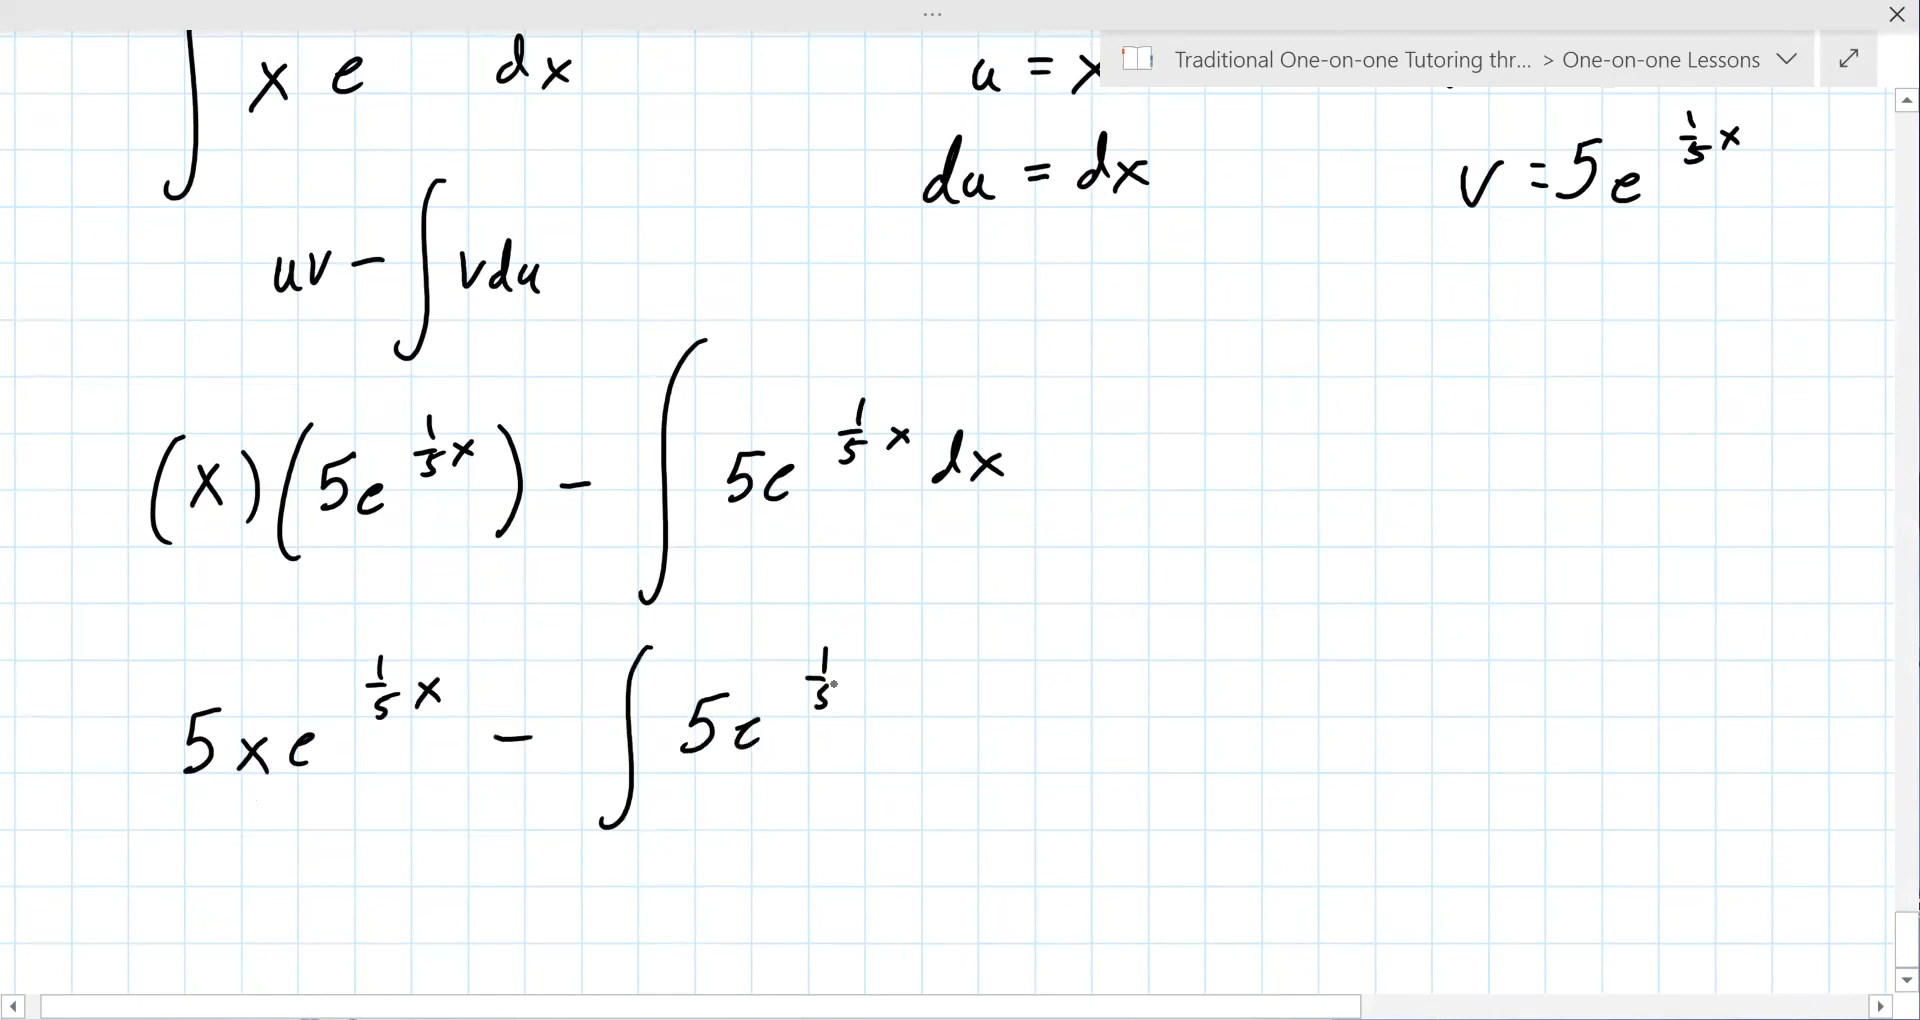 ...
Traditional One-on-one Tutoring thr... > One-on-one Lessons
∫ x e dx u = x
du = dx v = 5e^(1/5 x)
uv - ∫ v du
(x)(5e^(1/5 x)) - ∫ 5e^(1/5 x) dx
5xe^(1/5 x) - ∫ 5e^(1/5)